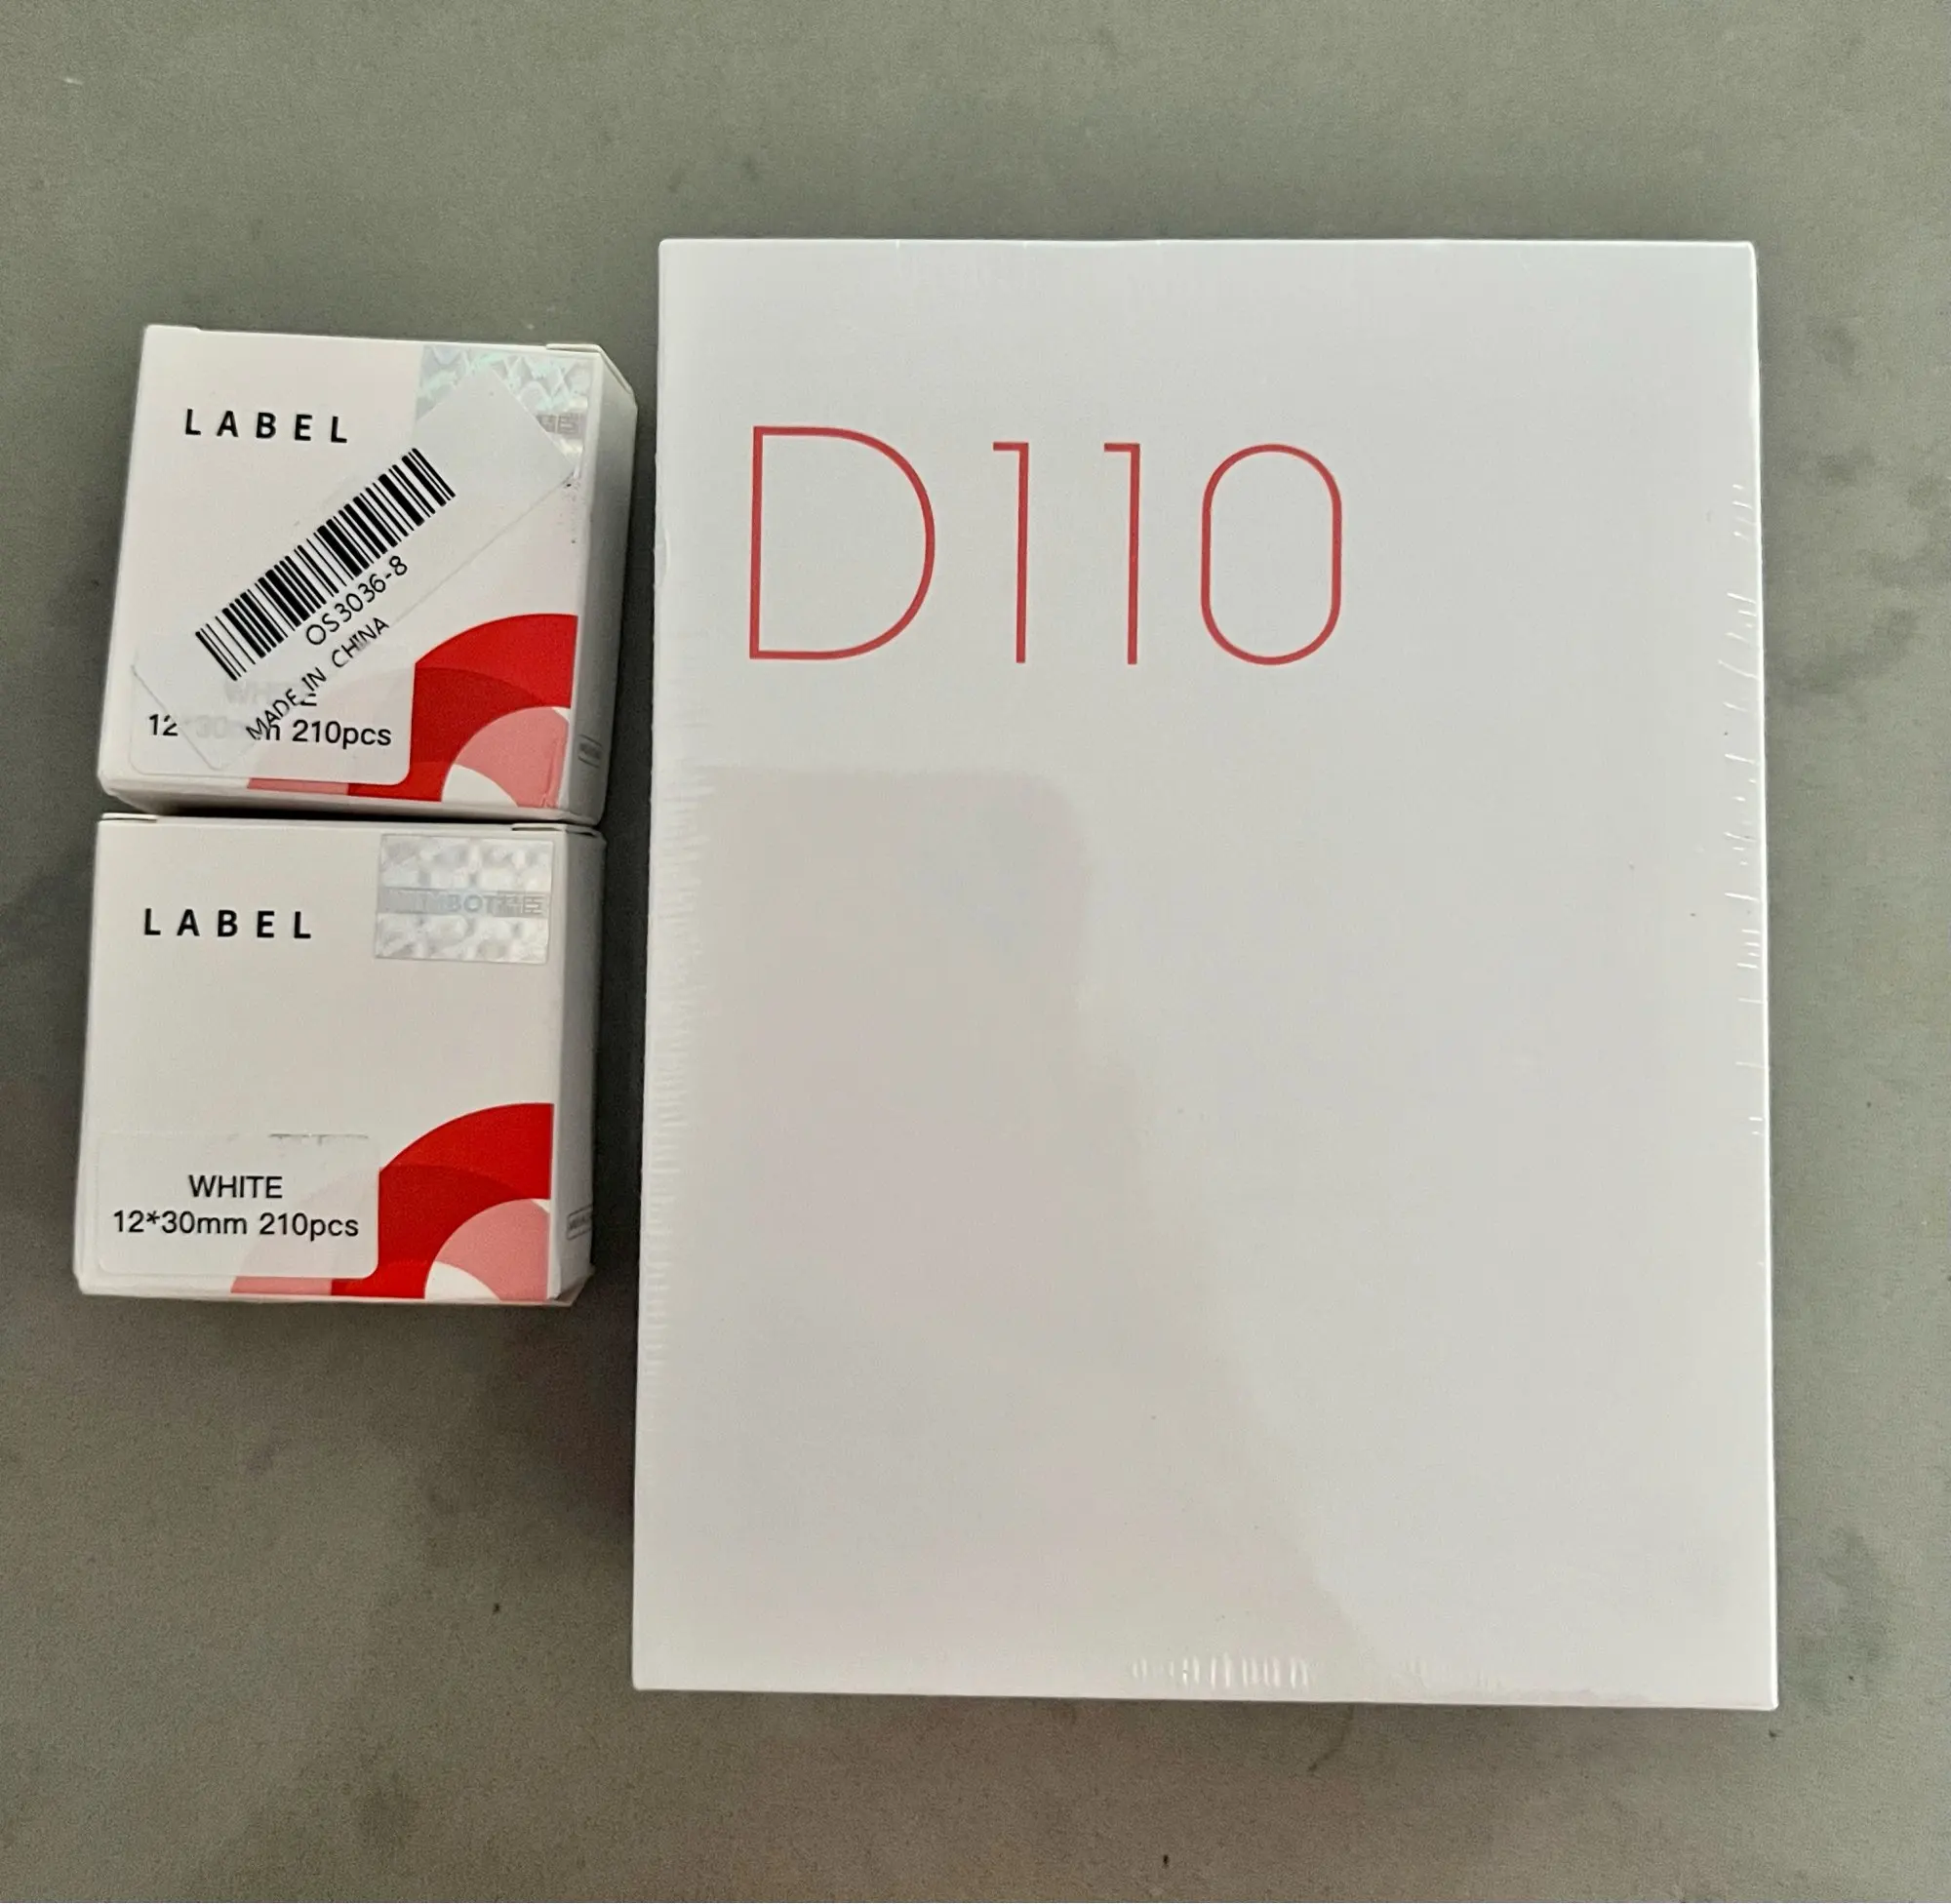 LABEL
OS3036-8
MADE IN CHINA
210pcs
LABEL
WHITE
12*30mm 210pcs
D110